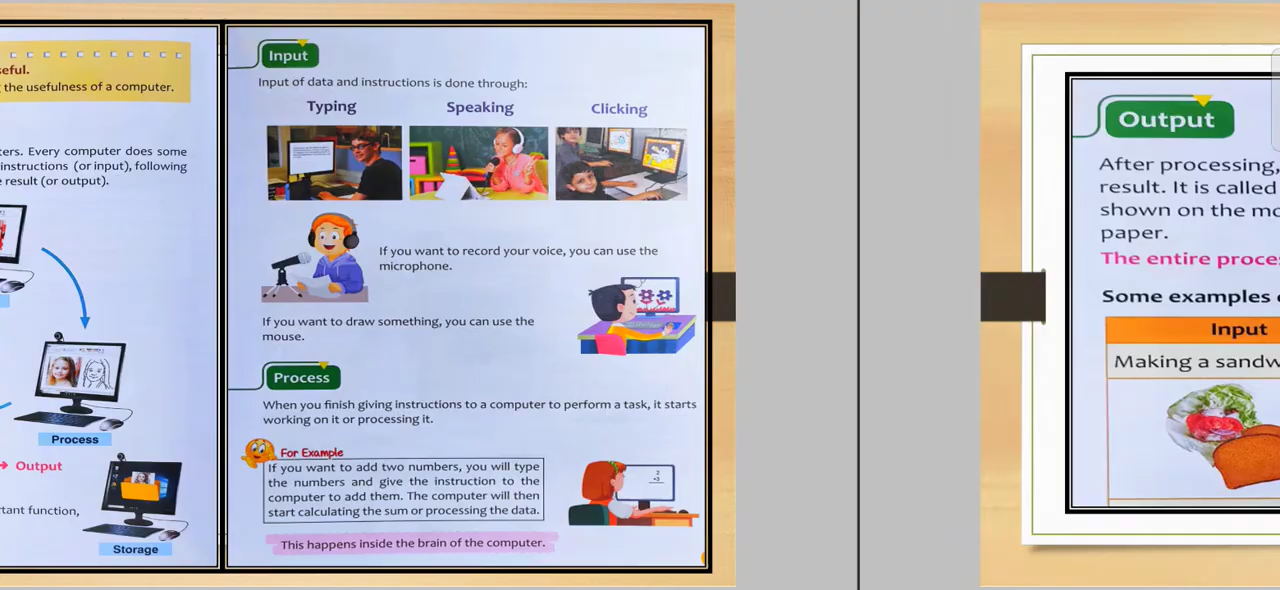 seful.
the usefulness of a computer.
ters. Every computer does some
instructions (or input), following
result (or output).
Process
Output
tant function,
Storage
Input
Input of data and instructions is done through:
Typing
Speaking
Clicking
If you want to record your voice, you can use the
microphone.
If you want to draw something, you can use the
mouse.
Process
When you finish giving instructions to a computer to perform a task, it starts
working on it or processing it.
For Example
If you want to add two numbers, you will type
the numbers and give the instruction to the
computer to add them. The computer will then
start calculating the sum or processing the data.
2
+3
This happens inside the brain of the computer.
Output
After processing,
result. It is called
shown on the mo
paper.
The entire proces
Some examples o
Input
Making a sandw